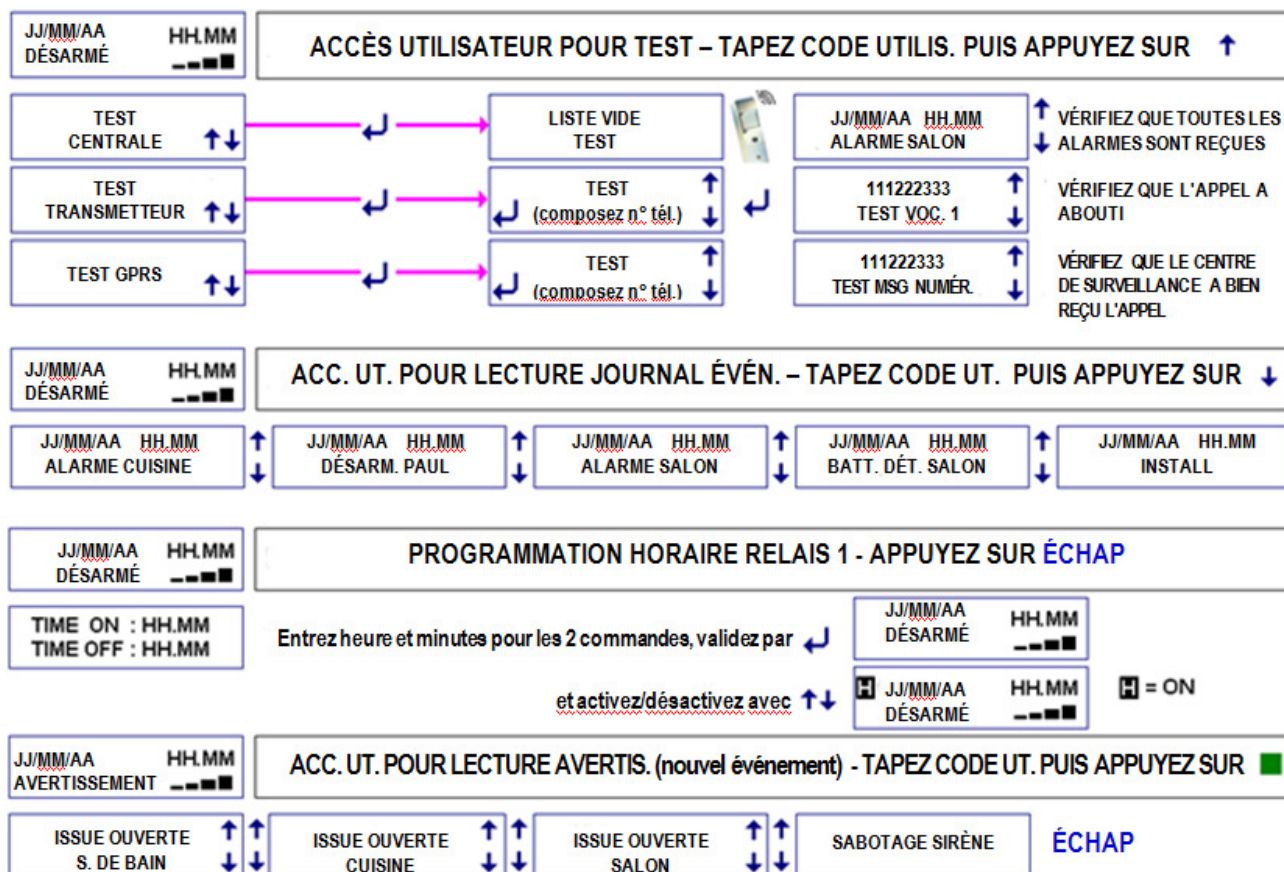 JJ/MM/AA HH.MM
DÉSARMÉ
ACCÈS UTILISATEUR POUR TEST – TAPEZ CODE UTILIS. PUIS APPUYEZ SUR ↑
TEST
CENTRALE ↑↓
LISTE VIDE
TEST
JJ/MM/AA HH.MM
ALARME SALON
VÉRIFIEZ QUE TOUTES LES
ALARMES SONT REÇUES
TEST
TRANSMETTEUR ↑↓
TEST
(composez n° tél.)
111222333
TEST VOC. 1
VÉRIFIEZ QUE L'APPEL A
ABOUTI
TEST GPRS ↑↓
TEST
(composez n° tél.)
111222333
TEST MSG NUMÉR.
VÉRIFIEZ QUE LE CENTRE
DE SURVEILLANCE A BIEN
REÇU L'APPEL
JJ/MM/AA HH.MM
DÉSARMÉ
ACC. UT. POUR LECTURE JOURNAL ÉVÉN. – TAPEZ CODE UT. PUIS APPUYEZ SUR ↓
JJ/MM/AA HH.MM
ALARME CUISINE
JJ/MM/AA HH.MM
DÉSARM. PAUL
JJ/MM/AA HH.MM
ALARME SALON
JJ/MM/AA HH.MM
BATT. DÉT. SALON
JJ/MM/AA HH.MM
INSTALL
JJ/MM/AA HH.MM
DÉSARMÉ
PROGRAMMATION HORAIRE RELAIS 1 - APPUYEZ SUR ÉCHAP
TIME ON : HH.MM
TIME OFF : HH.MM
Entrez heure et minutes pour les 2 commandes, validez par ↵
JJ/MM/AA HH.MM
DÉSARMÉ
et activez/désactivez avec ↑↓
H JJ/MM/AA HH.MM
DÉSARMÉ
H = ON
JJ/MM/AA HH.MM
AVERTISSEMENT
ACC. UT. POUR LECTURE AVERTIS. (nouvel événement) - TAPEZ CODE UT. PUIS APPUYEZ SUR
ISSUE OUVERTE
S. DE BAIN
ISSUE OUVERTE
CUISINE
ISSUE OUVERTE
SALON
SABOTAGE SIRÈNE
ÉCHAP